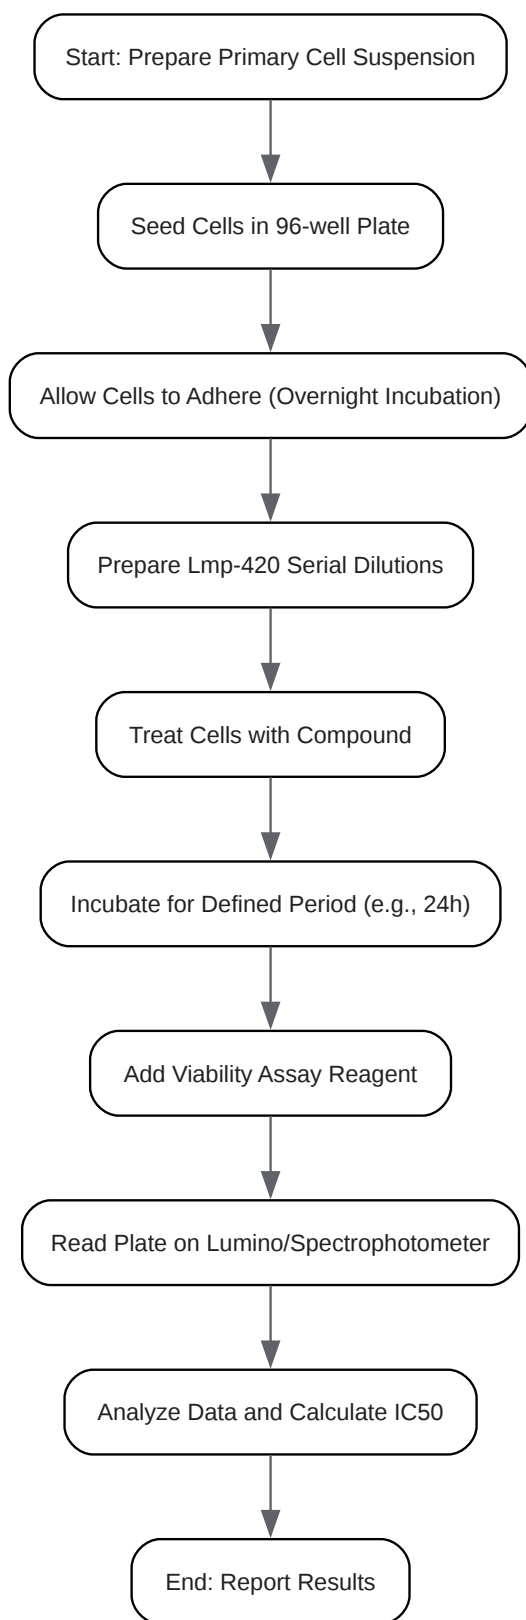 Start: Prepare Primary Cell Suspension
Seed Cells in 96-well Plate
Allow Cells to Adhere (Overnight Incubation)
Prepare Lmp-420 Serial Dilutions
Treat Cells with Compound
Incubate for Defined Period (e.g., 24h)
Add Viability Assay Reagent
Read Plate on Lumino/Spectrophotometer
Analyze Data and Calculate IC50
End: Report Results